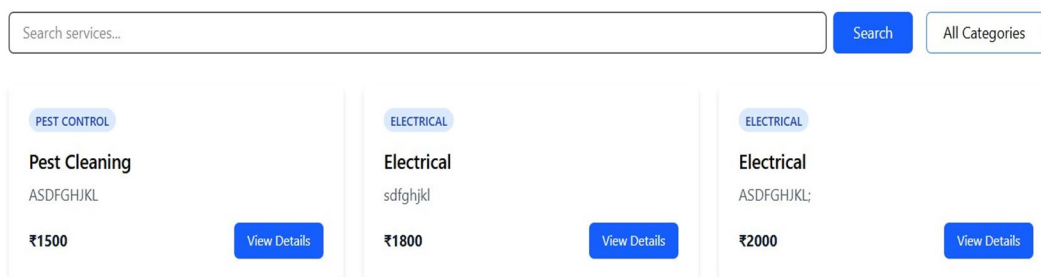 Search services...
Search
All Categories
PEST CONTROL
Pest Cleaning
ASDFGHJKL
₹1500
View Details
ELECTRICAL
Electrical
sdfghjkl
₹1800
View Details
ELECTRICAL
Electrical
ASDFGHJKL;
₹2000
View Details